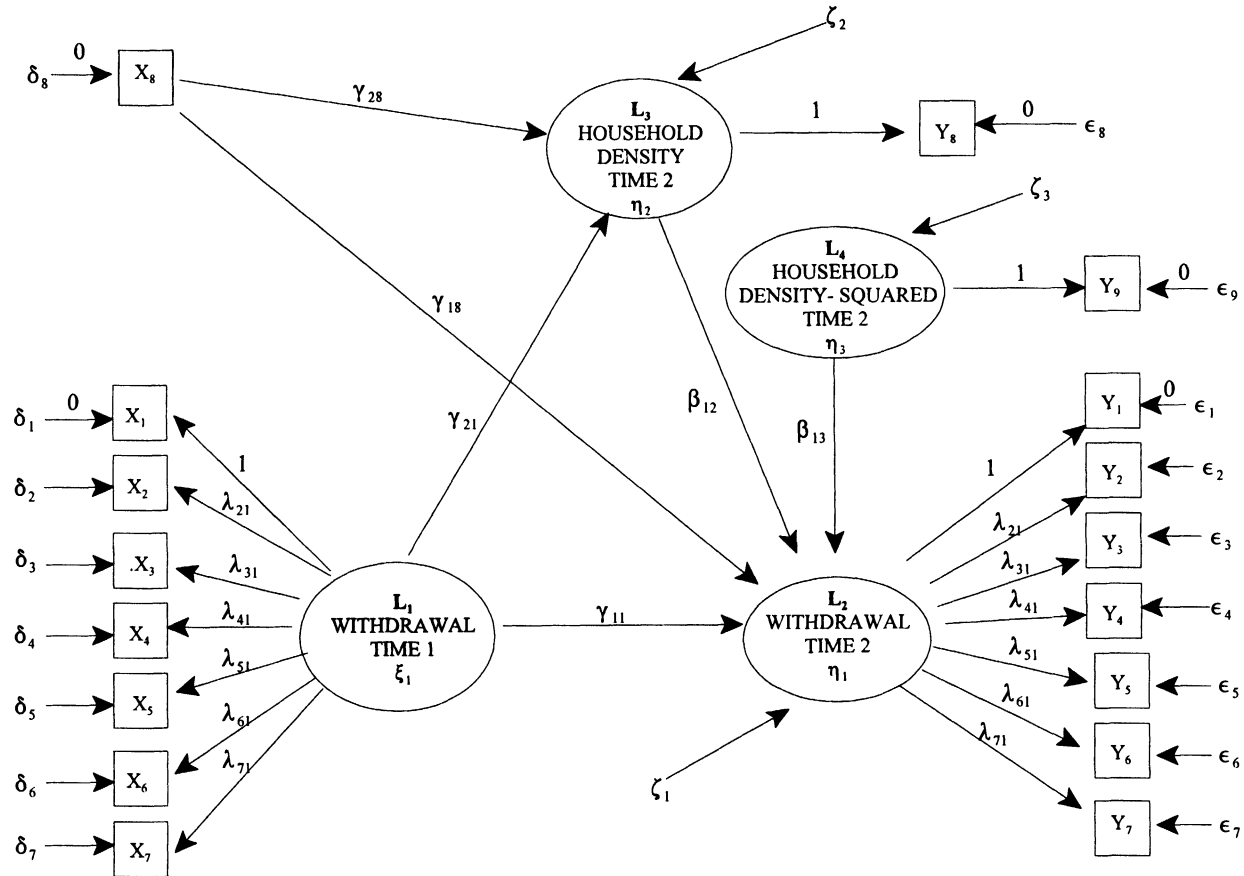 ζ₂
0
δ₈
X₈
γ₂₈
L₃
HOUSEHOLD
DENSITY
TIME 2
η₂
1
Y₈
0
ϵ₈
ζ₃
L₄
HOUSEHOLD
DENSITY- SQUARED
TIME 2
η₃
1
Y₉
0
ϵ₉
γ₁₈
γ₂₁
β₁₂
β₁₃
δ₁
0
X₁
1
δ₂
X₂
λ₂₁
δ₃
.X₃
λ₃₁
δ₄
X₄
λ₄₁
δ₅
X₅
λ₅₁
δ₆
X₆
λ₆₁
δ₇
X₇
λ₇₁
L₁
WITHDRAWAL
TIME 1
ξ₁
γ₁₁
L₂
WITHDRAWAL
TIME 2
η₁
ζ₁
1
Y₁
0
ϵ₁
λ₂₁
Y₂
ϵ₂
λ₃₁
Y₃
ϵ₃
λ₄₁
Y₄
ϵ₄
λ₅₁
Y₅
ϵ₅
λ₆₁
Y₆
ϵ₆
λ₇₁
Y₇
ϵ₇